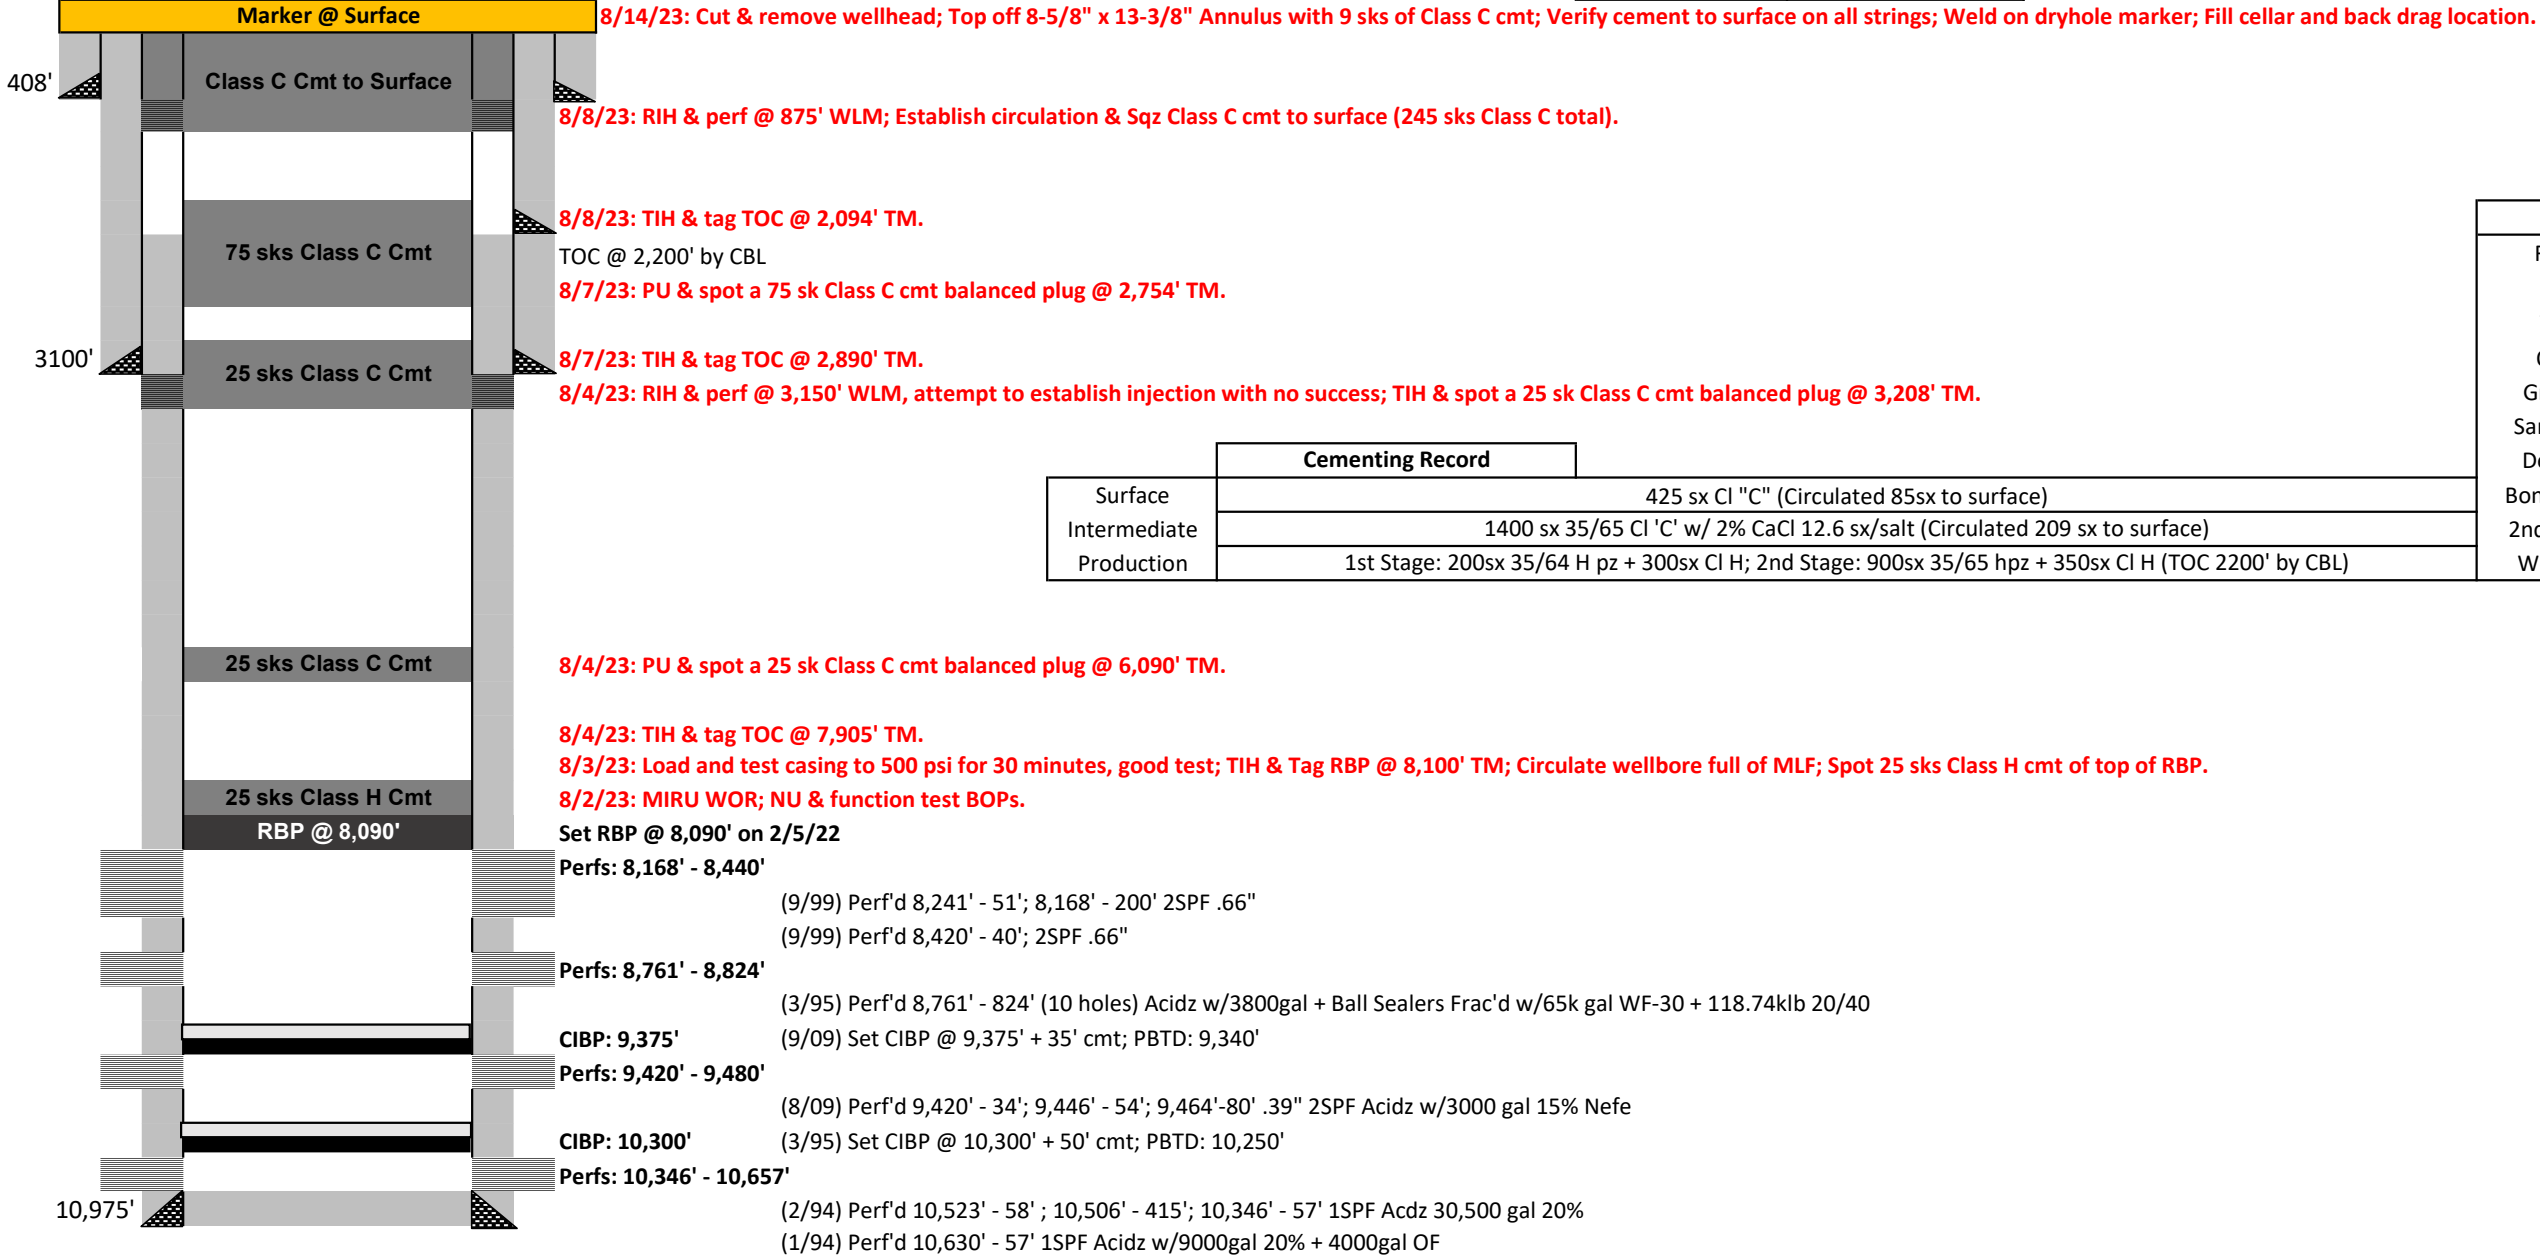 Marker @ Surface
8/14/23: Cut & remove wellhead; Top off 8-5/8" x 13-3/8" Annulus with 9 sks of Class C cmt; Verify cement to surface on all strings; Weld on dryhole marker; Fill cellar and back drag location.
408'
Class C Cmt to Surface
8/8/23: RIH & perf @ 875' WLM; Establish circulation & Sqz Class C cmt to surface (245 sks Class C total).
8/8/23: TIH & tag TOC @ 2,094' TM.
75 sks Class C Cmt
TOC @ 2,200' by CBL
8/7/23: PU & spot a 75 sk Class C cmt balanced plug @ 2,754' TM.
3100'
8/7/23: TIH & tag TOC @ 2,890' TM.
25 sks Class C Cmt
8/4/23: RIH & perf @ 3,150' WLM, attempt to establish injection with no success; TIH & spot a 25 sk Class C cmt balanced plug @ 3,208' TM.
Cementing Record
Surface 425 sx Cl "C" (Circulated 85sx to surface)
Intermediate 1400 sx 35/65 Cl 'C' w/ 2% CaCl 12.6 sx/salt (Circulated 209 sx to surface)
Production 1st Stage: 200sx 35/64 H pz + 300sx Cl H; 2nd Stage: 900sx 35/65 hpz + 350sx Cl H (TOC 2200' by CBL)
25 sks Class C Cmt
8/4/23: PU & spot a 25 sk Class C cmt balanced plug @ 6,090' TM.
8/4/23: TIH & tag TOC @ 7,905' TM.
8/3/23: Load and test casing to 500 psi for 30 minutes, good test; TIH & Tag RBP @ 8,100' TM; Circulate wellbore full of MLF; Spot 25 sks Class H cmt of top of RBP.
25 sks Class H Cmt
8/2/23: MIRU WOR; NU & function test BOPs.
RBP @ 8,090'
Set RBP @ 8,090' on 2/5/22
Perfs: 8,168' - 8,440'
(9/99) Perf'd 8,241' - 51'; 8,168' - 200' 2SPF .66"
(9/99) Perf'd 8,420' - 40'; 2SPF .66"
Perfs: 8,761' - 8,824'
(3/95) Perf'd 8,761' - 824' (10 holes) Acidz w/3800gal + Ball Sealers Frac'd w/65k gal WF-30 + 118.74klb 20/40
CIBP: 9,375' (9/09) Set CIBP @ 9,375' + 35' cmt; PBTD: 9,340'
Perfs: 9,420' - 9,480'
(8/09) Perf'd 9,420' - 34'; 9,446' - 54'; 9,464'-80' .39" 2SPF Acidz w/3000 gal 15% Nefe
CIBP: 10,300' (3/95) Set CIBP @ 10,300' + 50' cmt; PBTD: 10,250'
Perfs: 10,346' - 10,657'
10,975'
(2/94) Perf'd 10,523' - 58' ; 10,506' - 415'; 10,346' - 57' 1SPF Acdz 30,500 gal 20%
(1/94) Perf'd 10,630' - 57' 1SPF Acidz w/9000gal 20% + 4000gal OF